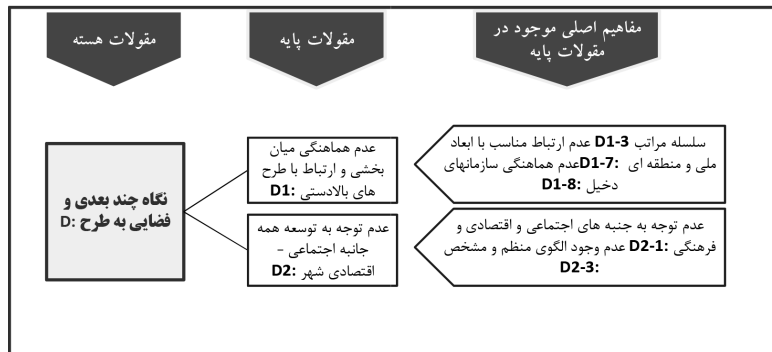 مفاهیم اصلی موجود در
مقولات پایه
مقولات پایه
مقولات هسته
سلسله مراتب D1-3 عدم ارتباط مناسب با ابعاد
ملی و منطقه ای :D1-7عدم هماهنگی سازمانهای
دخیل :D1-8
عدم توجه به جنبه های اجتماعی و اقتصادی و
فرهنگی :D2-1 عدم وجود الگوی منظم و مشخص
:D2-3
عدم هماهنگی میان
بخشی و ارتباط با طرح
های بالادستی :D1
عدم توجه به توسعه همه
جانبه اجتماعی –
اقتصادی شهر :D2
نگاه چند بعدی و
فضایی به طرح :D